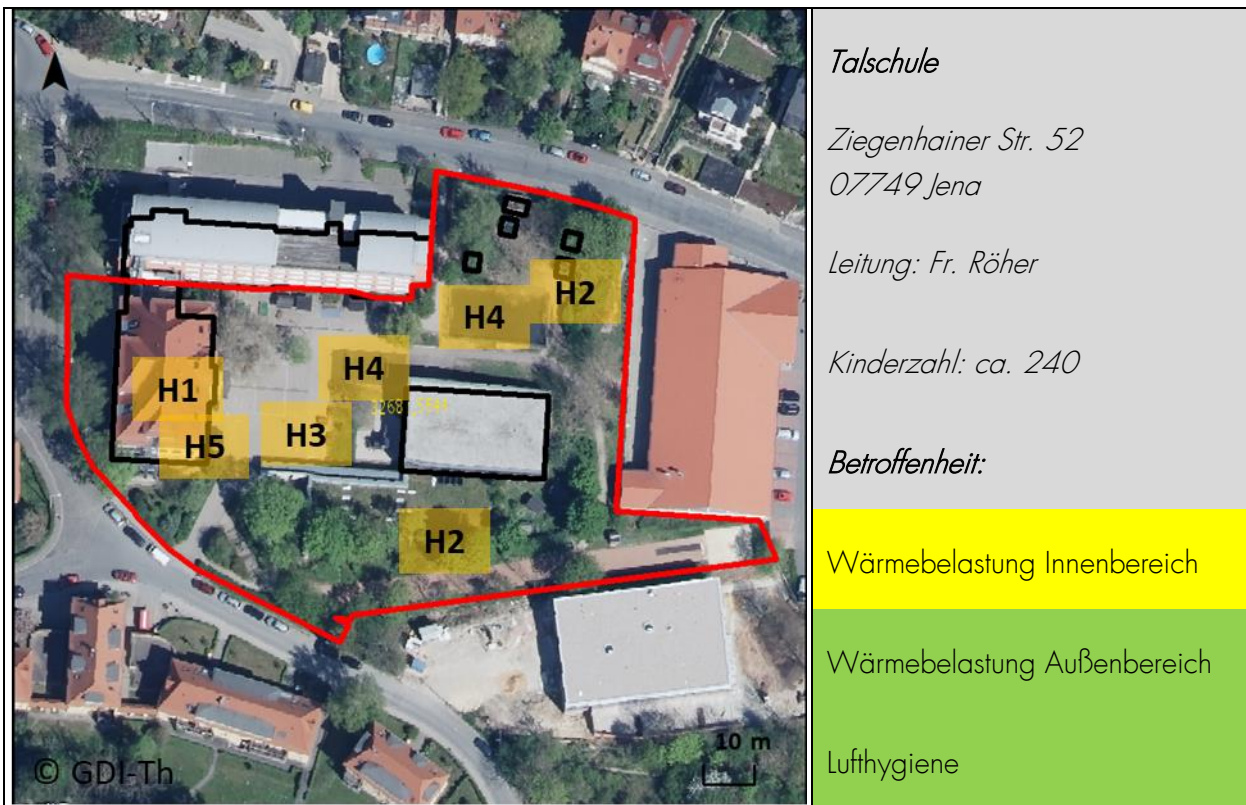 H2
H4
H4
H1
H3
H5
H2
10 m
© GDI-Th
Talschule
Ziegenhainer Str. 52
07749 Jena
Leitung: Fr. Röher
Kinderzahl: ca. 240
Betroffenheit:
Wärmebelastung Innenbereich
Wärmebelastung Außenbereich
Lufthygiene